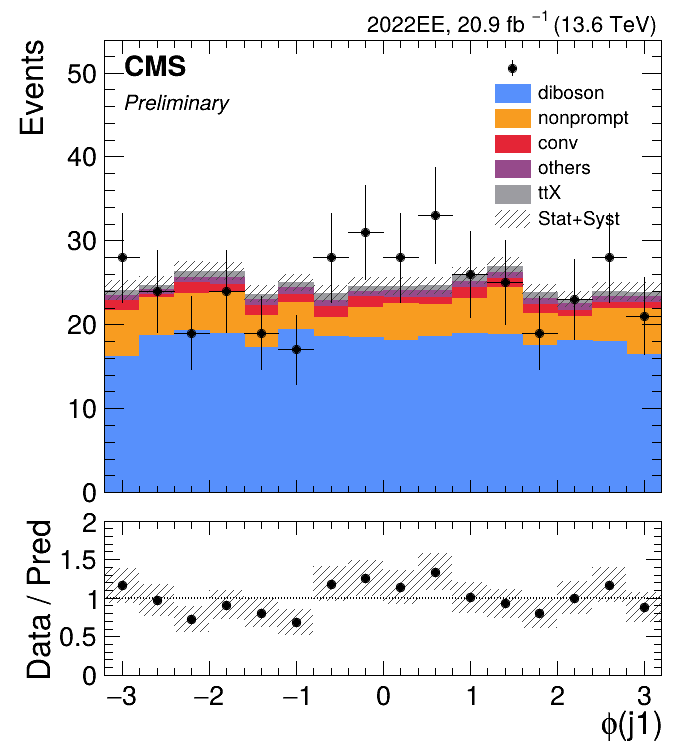 2022EE, 20.9 fb⁻¹ (13.6 TeV)
Events
50
40
30
20
10
0
CMS
Preliminary
diboson
nonprompt
conv
others
ttX
Stat+Syst
Data / Pred
2
1.5
1
0.5
0
−3 −2 −1 0 1 2 3
ϕ(j1)